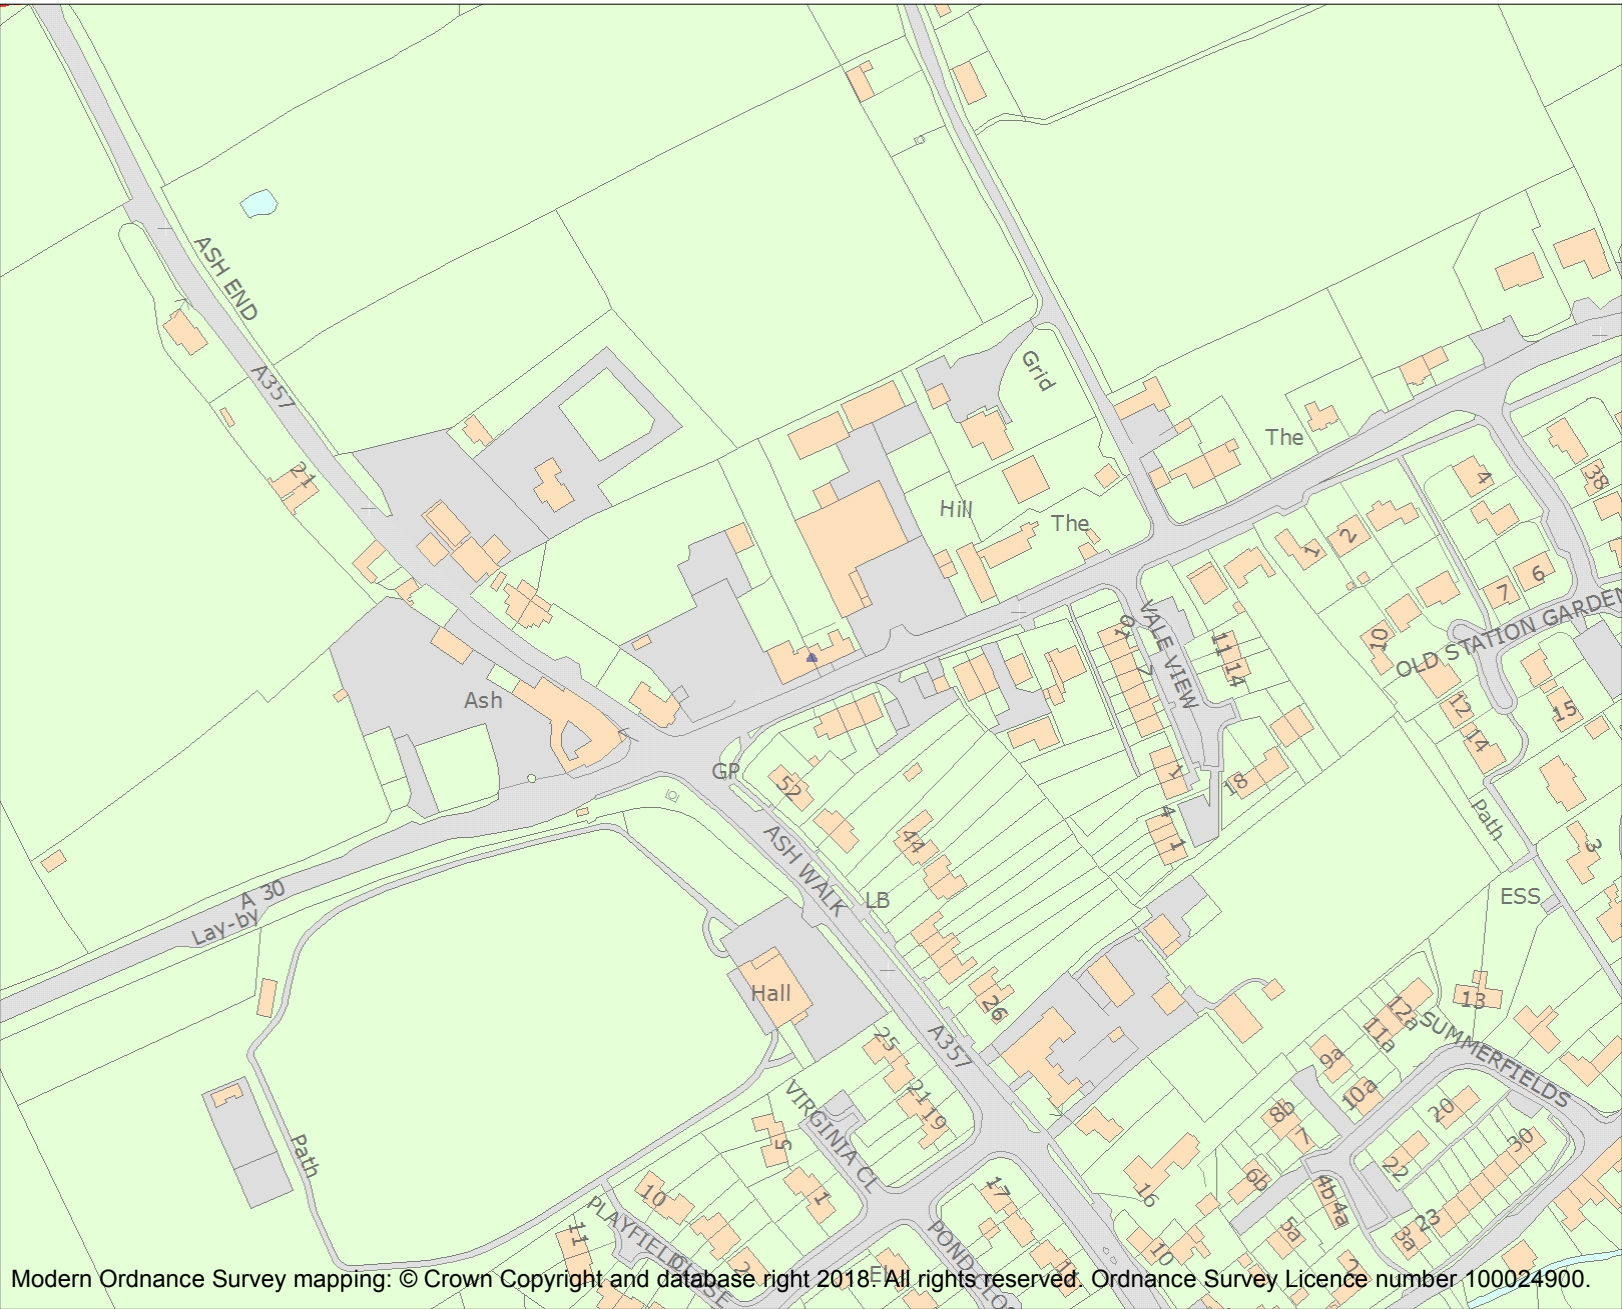 ASH END
A357
21
Grid
The
Hill
The
4
38
1
2
6
7
10
OLD STATION GARDEN
VALE VIEW
10
7
11
14
12
14
15
Ash
GP
52
1
18
4
1
Path
3
44
ASH WALK
LB
A 30
Lay-by
ESS
Hall
26
13
12a
11a
SUMMERFIELDS
A357
25
21
19
9a
10a
8b
7
20
30
22
VIRGINIA CL
5
Path
10
1
17
16
6b
4b
4a
5a
23
3a
11
PLAYFIELD
CLOSE
2
POND
10
2
Modern Ordnance Survey mapping: © Crown Copyright and database right 2018. All rights reserved. Ordnance Survey Licence number 100024900.